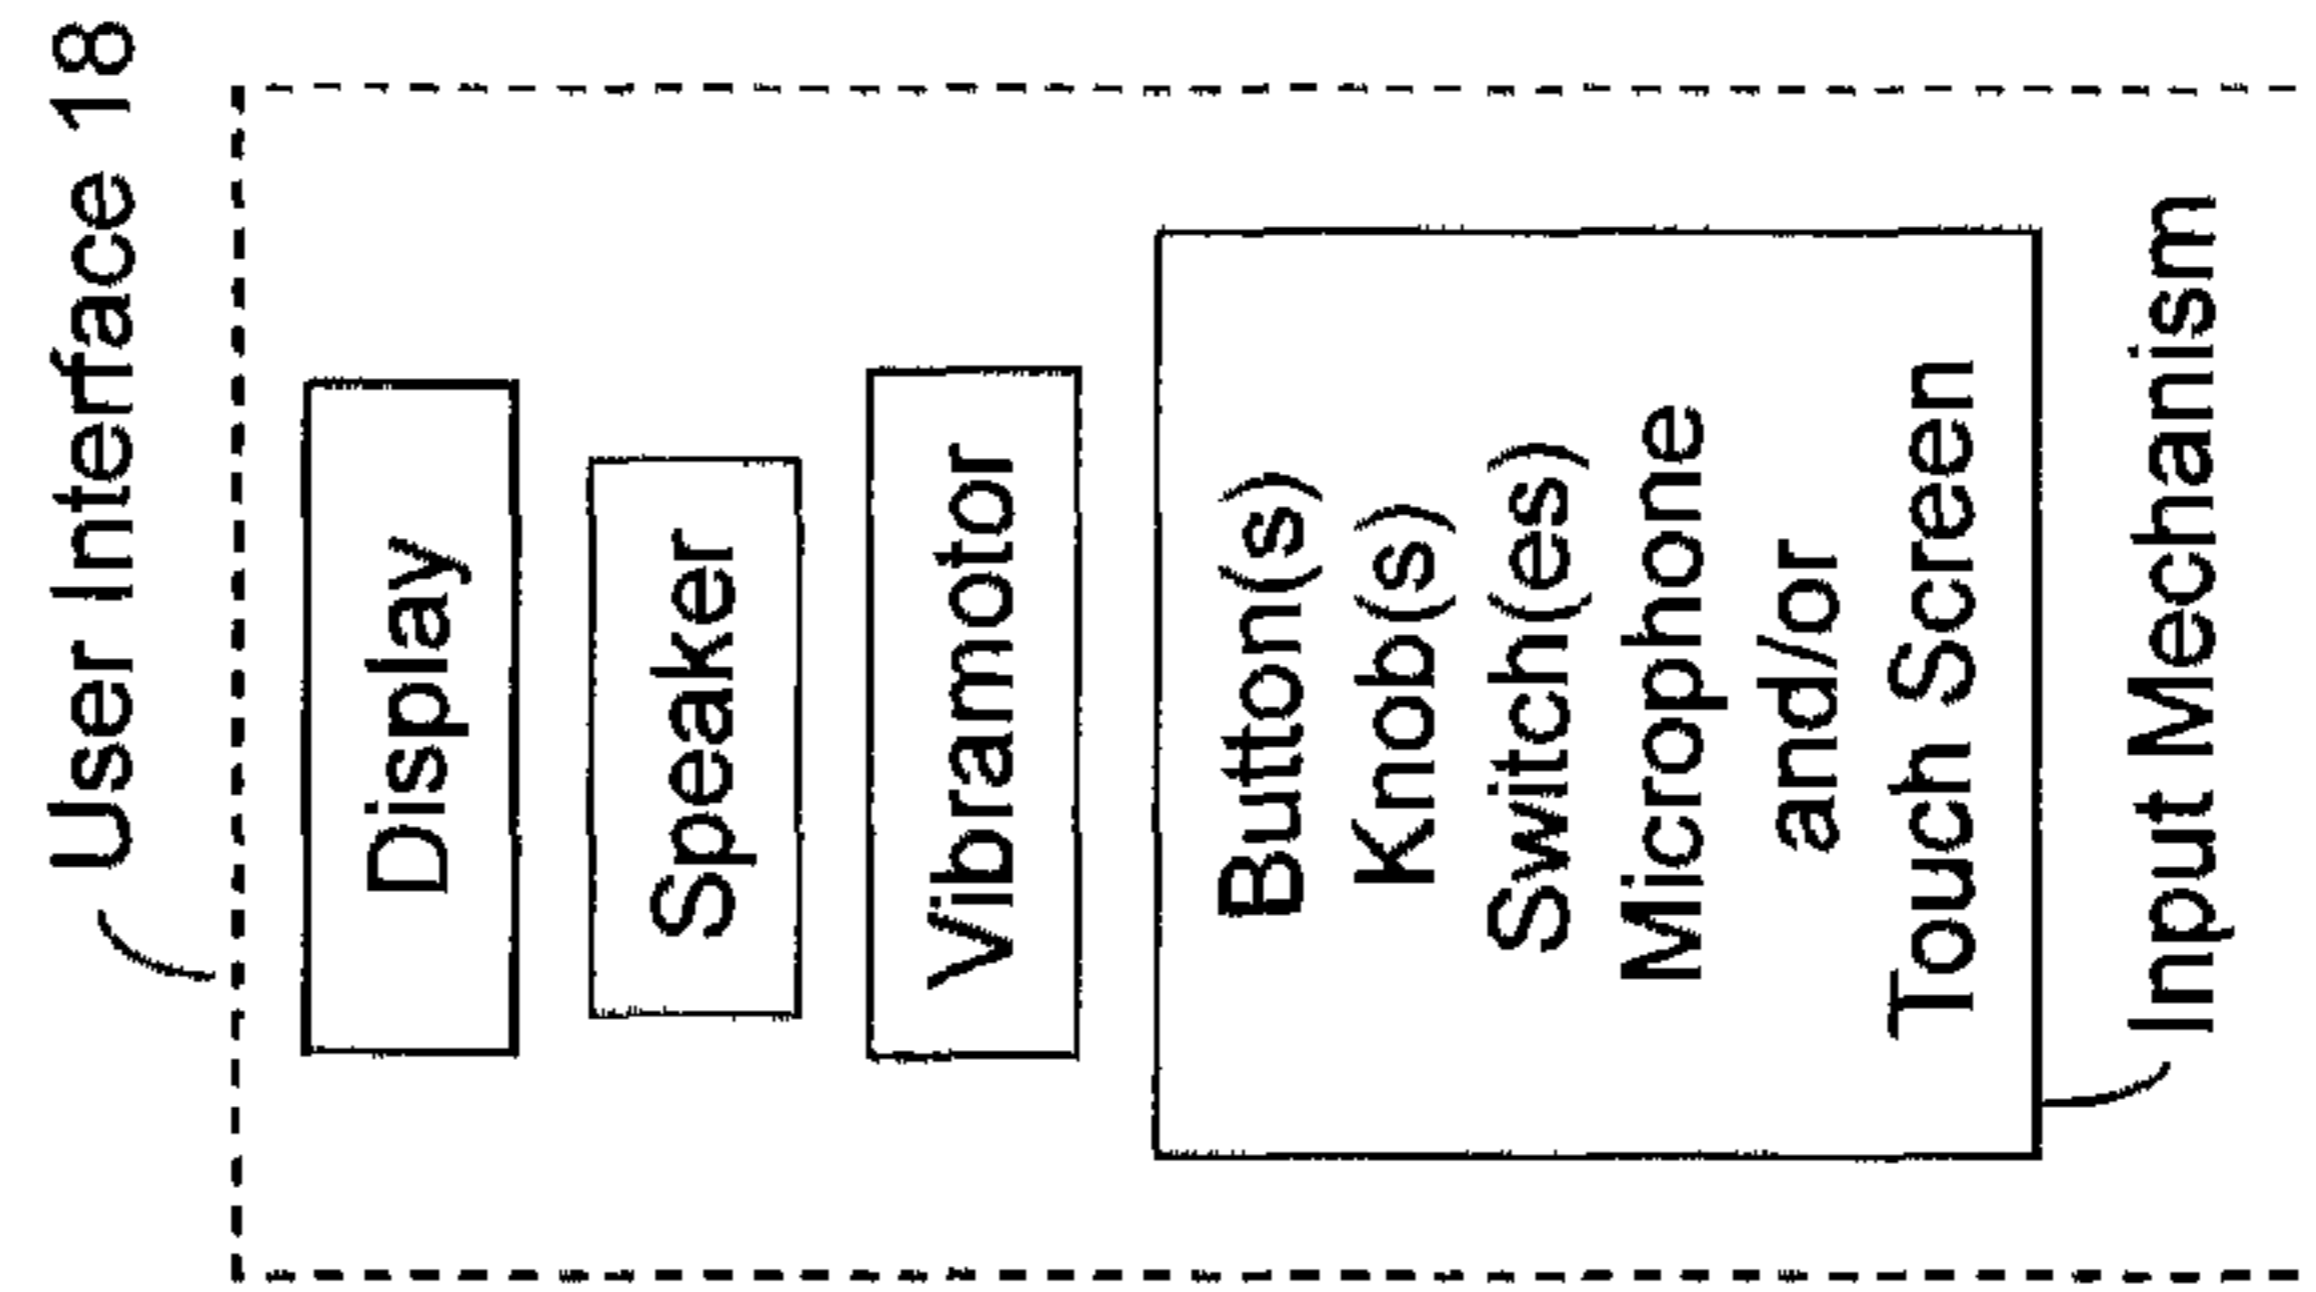 User Interface 18
Display
Speaker
Vibramotor
Button(s)
Knob(s)
Switch(es)
Microphone
and/or
Touch Screen
Input Mechanism